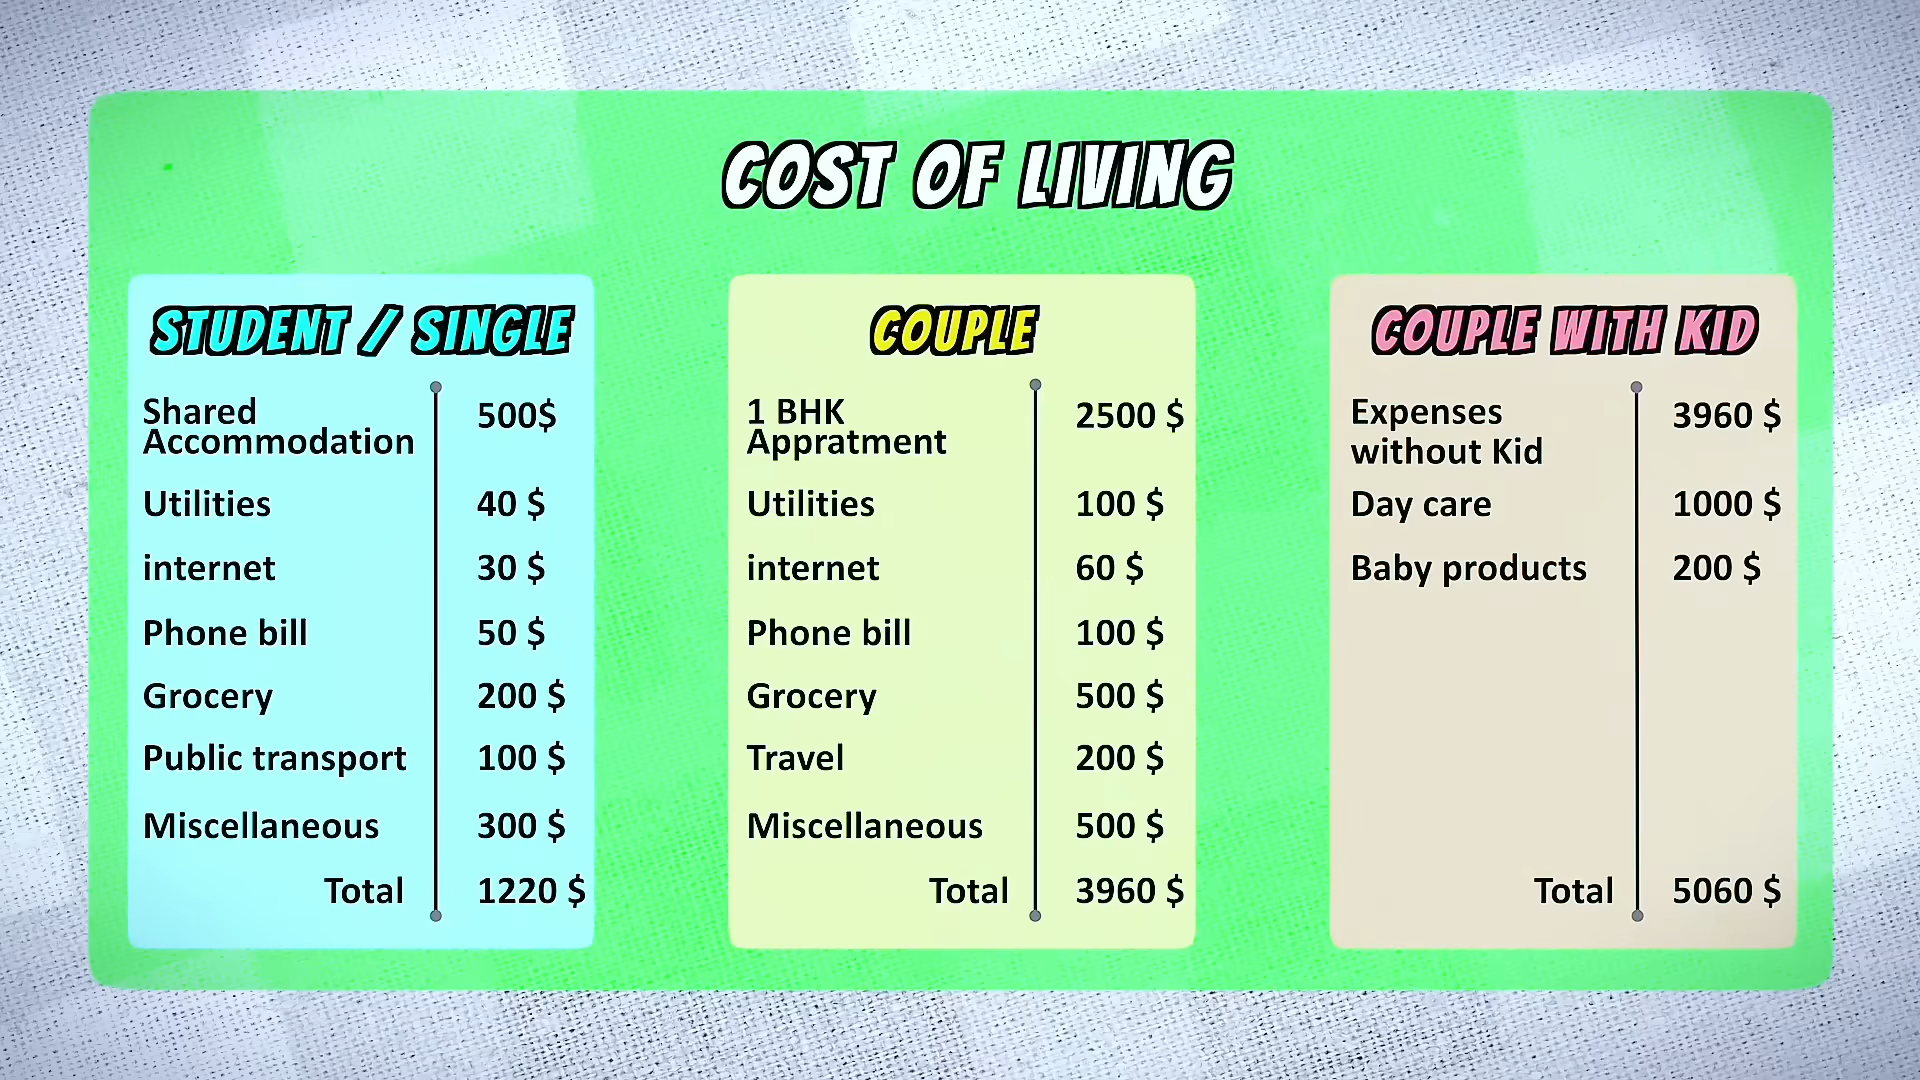 COST OF LIVING
STUDENT / SINGLE
Shared 500$
Accommodation
Utilities 40 $
internet 30 $
Phone bill 50 $
Grocery 200 $
Public transport 100 $
Miscellaneous 300 $
Total 1220 $
COUPLE
1 BHK 2500 $
Appratment
Utilities 100 $
internet 60 $
Phone bill 100 $
Grocery 500 $
Travel 200 $
Miscellaneous 500 $
Total 3960 $
COUPLE WITH KID
Expenses 3960 $
without Kid
Day care 1000 $
Baby products 200 $
Total 5060 $